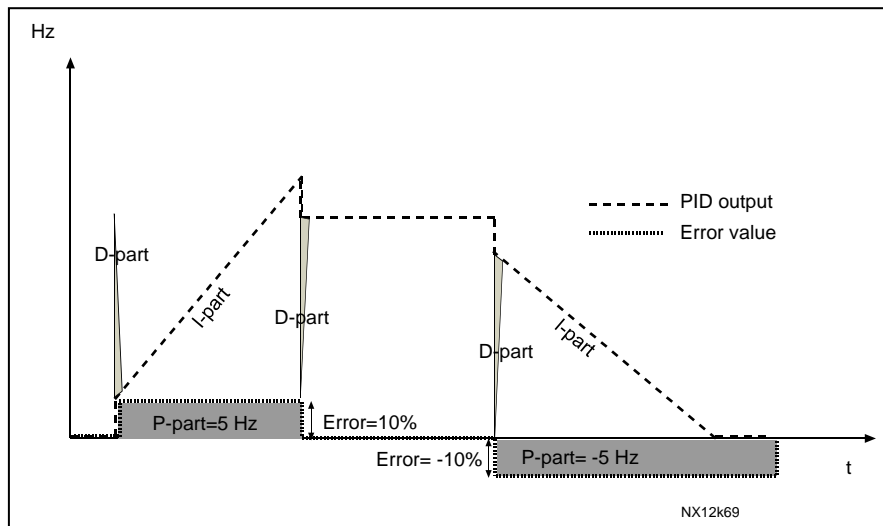 Hz
PID output
Error value
D-part
I-part
D-part
D-part
I-part
P-part=5 Hz
Error=10%
Error= -10%
P-part= -5 Hz
t
NX12k69